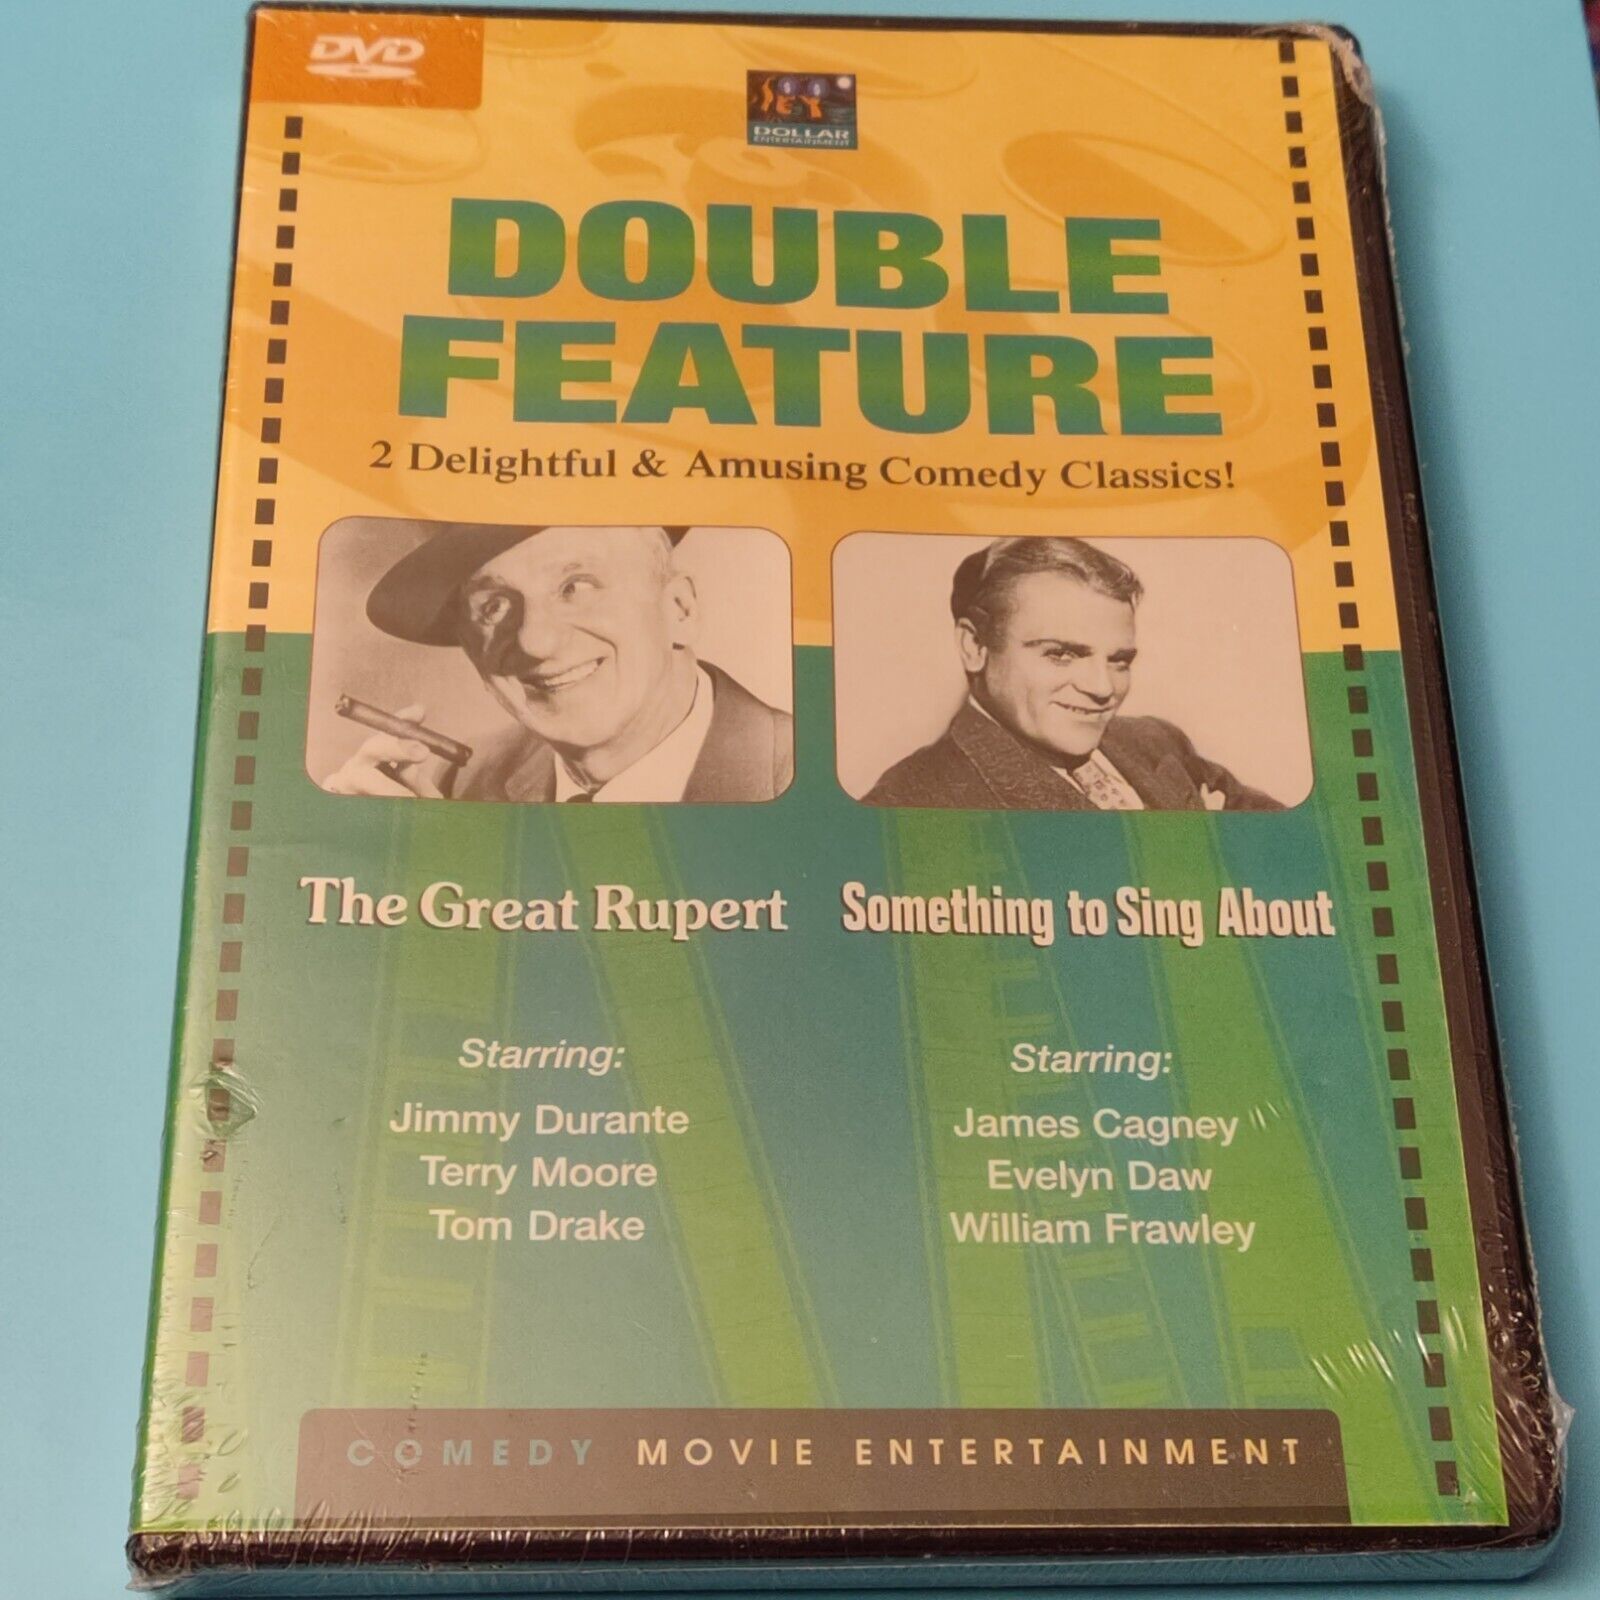 DVD
DOLLAR
ENTERTAINMENT
DOUBLE
FEATURE
2 Delightful & Amusing Comedy Classics!
The Great Rupert
Something to Sing About
Starring:
Jimmy Durante
Terry Moore
Tom Drake
Starring:
James Cagney
Evelyn Daw
William Frawley
COMEDY MOVIE ENTERTAINMENT